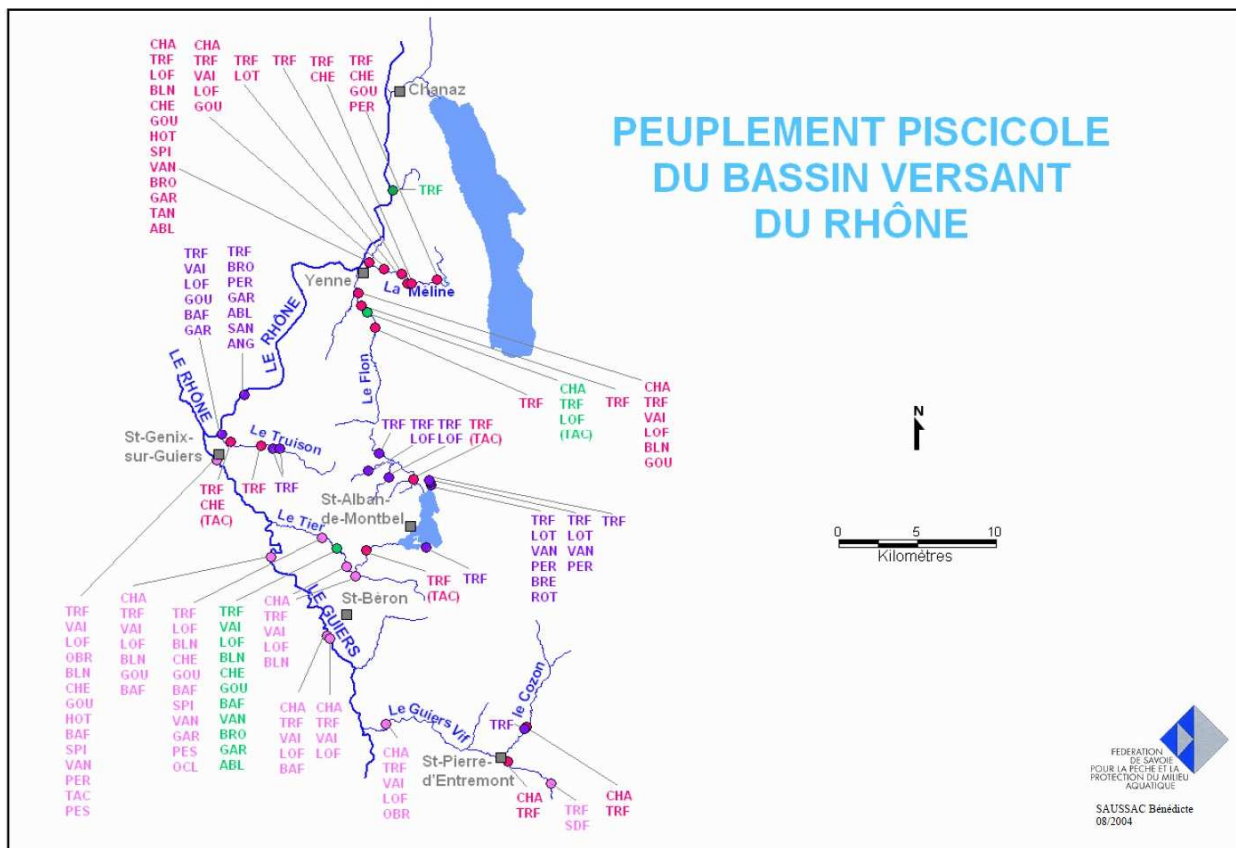 PEUPLEMENT PISCICOLE
DU BASSIN VERSANT
DU RHÔNE
CHA
TRF
LOF
BLN
CHE
GOU
HOT
SPI
VAN
BRO
GAR
TAN
ABL
CHA
TRF
VAI
LOF
GOU
TRF
LOT
TRF
TRF
CHE
TRF
CHE
GOU
PER
Chanaz
TRF
Yenne
La Méline
TRF
VAI
LOF
GOU
BAF
GAR
TRF
BRO
PER
GAR
ABL
SAN
ANG
LE RHÔNE
LE RHÔNE
Le Flon
TRF
CHA
TRF
LOF
(TAC)
TRF
CHA
TRF
VAI
LOF
BLN
GOU
St-Genix-
sur-Guiers
Le Truison
TRF
CHE
(TAC)
TRF
TRF
TRF
TRF
LOF
TRF
LOF
TRF
(TAC)
St-Alban-
de-Montbel
Le Tier
TRF
LOT
VAN
PER
BRE
ROT
TRF
LOT
VAN
PER
TRF
TRF
TRF
(TAC)
St-Béron
LE GUIERS
TRF
VAI
LOF
OBR
BLN
CHE
GOU
HOT
BAF
SPI
VAN
PER
TAC
PES
CHA
TRF
VAI
LOF
BLN
GOU
BAF
TRF
LOF
BLN
CHE
GOU
BAF
SPI
VAN
GAR
PES
OCL
TRF
VAI
LOF
BLN
CHE
GOU
BAF
VAN
BRO
GAR
ABL
CHA
TRF
VAI
LOF
BLN
CHA
TRF
VAI
LOF
BAF
CHA
TRF
VAI
LOF
Le Guiers Vif
le Cozon
TRF
St-Pierre-
d'Entremont
CHA
TRF
VAI
LOF
OBR
CHA
TRF
TRF
SDF
CHA
TRF
N
0 5 10
Kilomètres
FEDERATION
DE SAVOIE
POUR LA PECHE ET LA
PROTECTION DU MILIEU
AQUATIQUE
SAUSSAC Bénédicte
08/2004